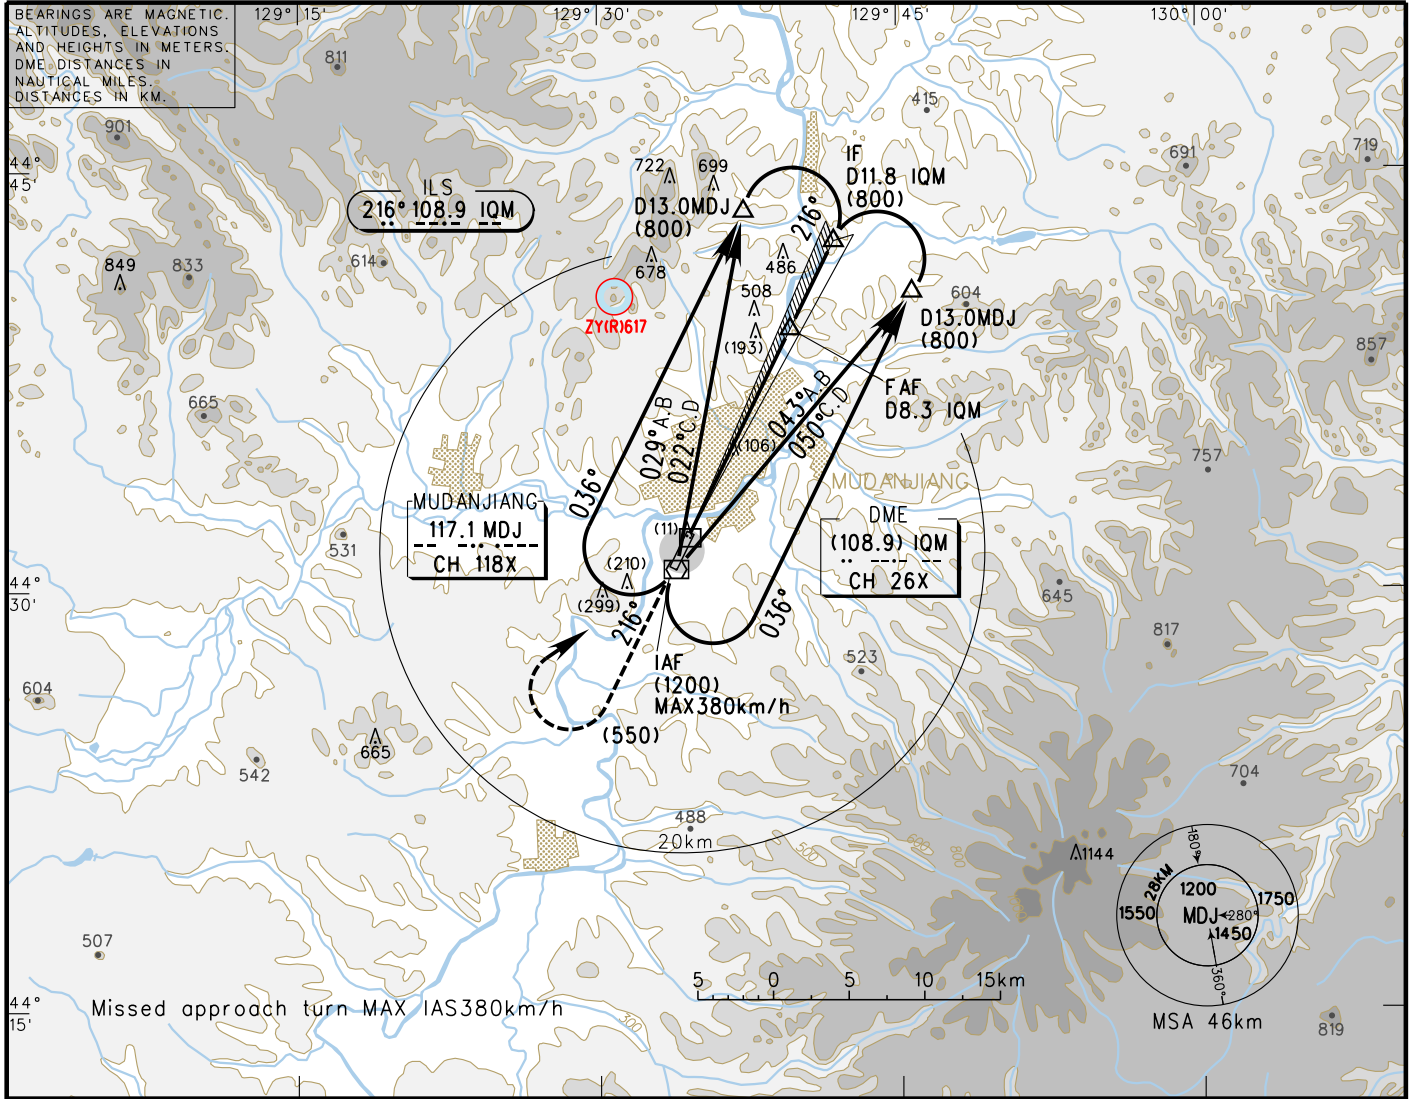 BEARINGS ARE MAGNETIC.
ALTITUDES, ELEVATIONS
AND HEIGHTS IN METERS.
DME DISTANCES IN
NAUTICAL MILES.
DISTANCES IN KM.
129° 15'
129° 30'
129° 45'
130° 00'
811
901
415
719
691
44°
45'
ILS
216° 108.9 IQM
722
699
D13.0MDJ
(800)
IF
D11.8 IQM
(800)
216°
849
833
614
678
486
508
(193)
ZY(R)617
604
D13.0MDJ
(800)
857
FAF
D8.3 IQM
665
029°A.B
022°C.D
043°A.B
050°C.D
(106)
757
036°
MUDANJIANG
MUDANJIANG
117.1 MDJ
CH 118X
531
(11)
DME
(108.9) IQM
CH 26X
44°
30'
(210)
(299)
216°
036°
645
817
523
IAF
(1200)
MAX380km/h
604
(550)
665
542
704
488
20km
500
600
800
1144
180°
28KM
1200
1550
MDJ
280°
1750
1450
360°
MSA 46km
507
5 0 5 10 15km
44°
15'
Missed approach turn MAX IAS380km/h
300
819